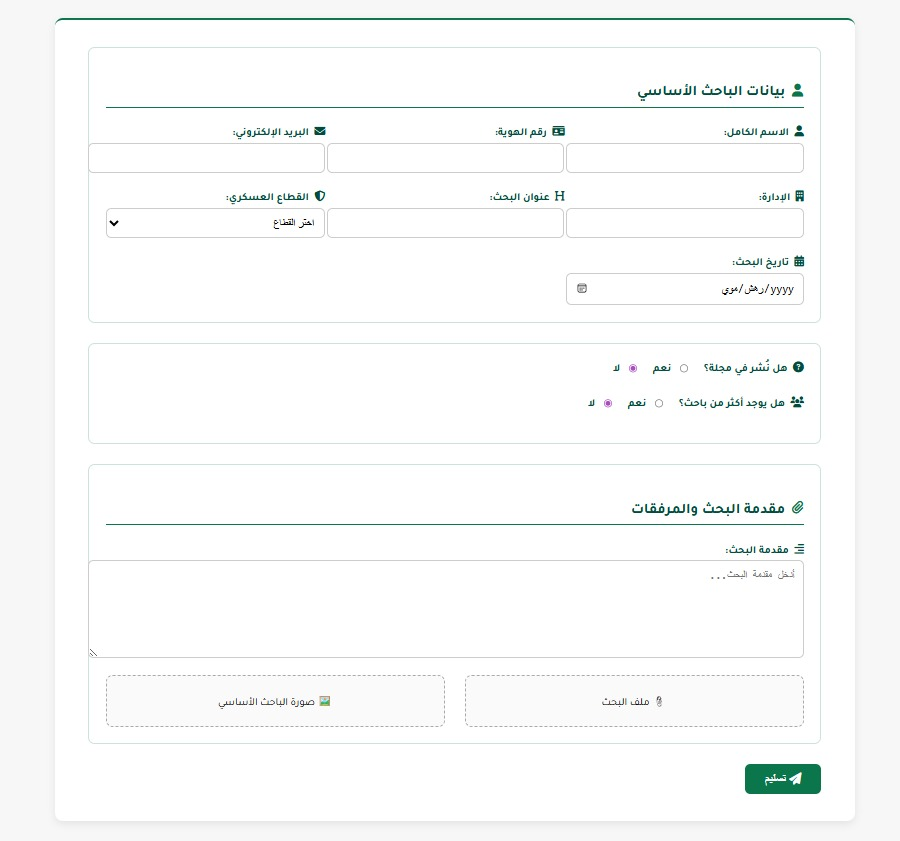 بيانات الباحث الأساسي
الاسم الكامل: رقم الهوية: البريد الإلكتروني:
الإدارة: عنوان البحث: القطاع العسكري:
اختر القطاع
تاريخ البحث:
yyyy/رهش/موي
هل نُشر في مجلة؟ نعم لا
هل يوجد أكثر من باحث؟ نعم لا
مقدمة البحث والمرفقات
مقدمة البحث:
أدخل مقدمة البحث...
ملف البحث صورة الباحث الأساسي
تسليم